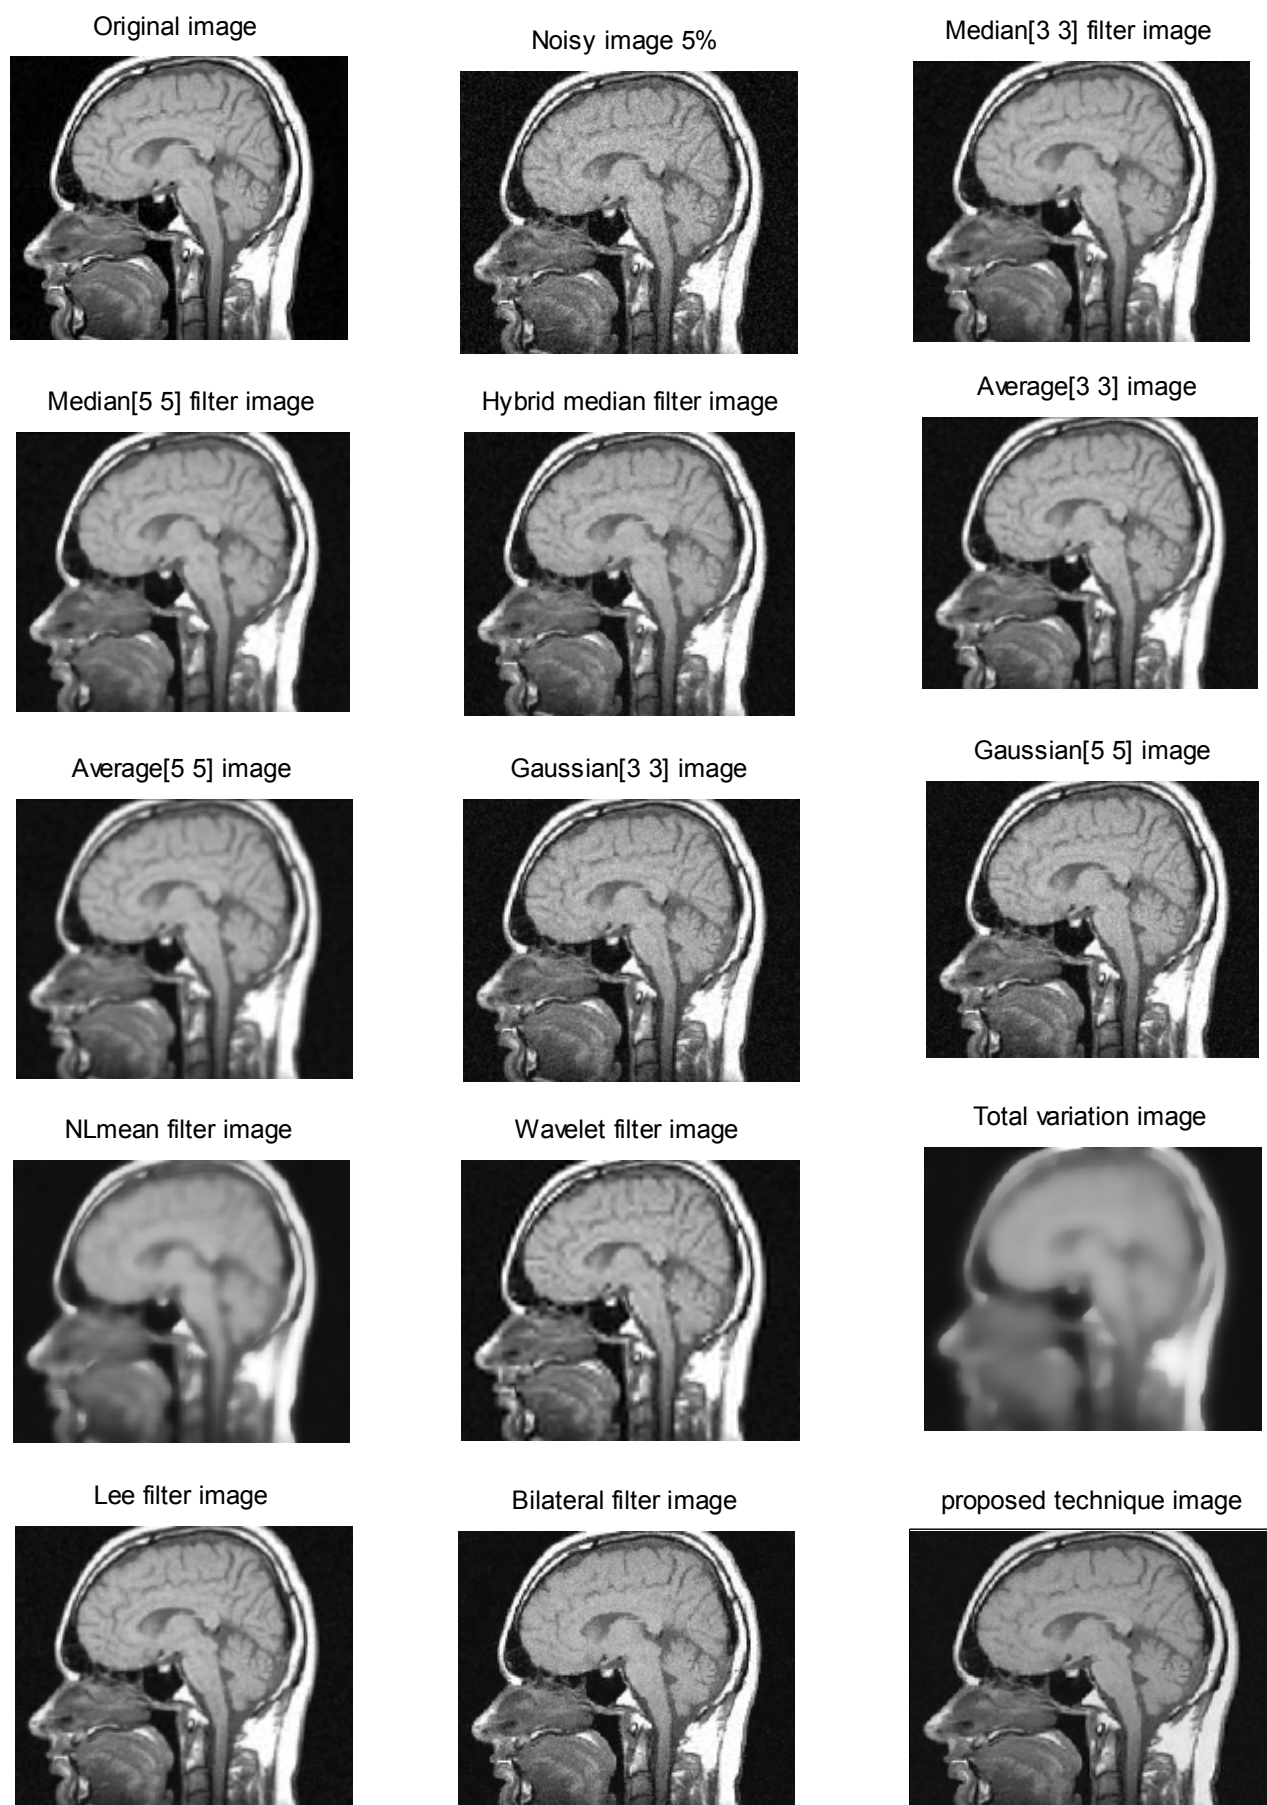 Original image
Noisy image 5%
Median[3 3] filter image
Median[5 5] filter image
Hybrid median filter image
Average[3 3] image
Average[5 5] image
Gaussian[3 3] image
Gaussian[5 5] image
NLmean filter image
Wavelet filter image
Total variation image
Lee filter image
Bilateral filter image
proposed technique image